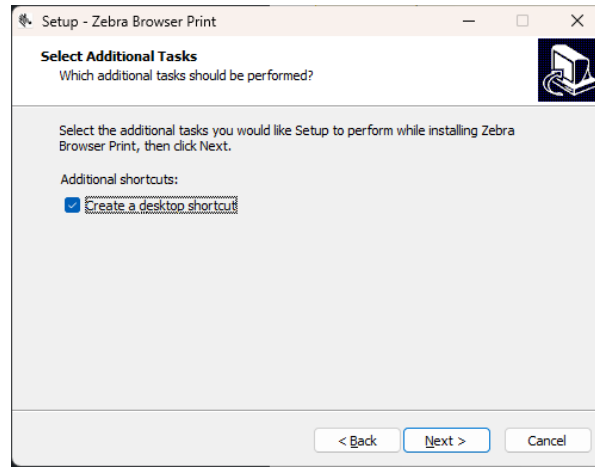 Setup - Zebra Browser Print
Select Additional Tasks
Which additional tasks should be performed?
Select the additional tasks you would like Setup to perform while installing Zebra
Browser Print, then click Next.
Additional shortcuts:
Create a desktop shortcut
< Back Next > Cancel